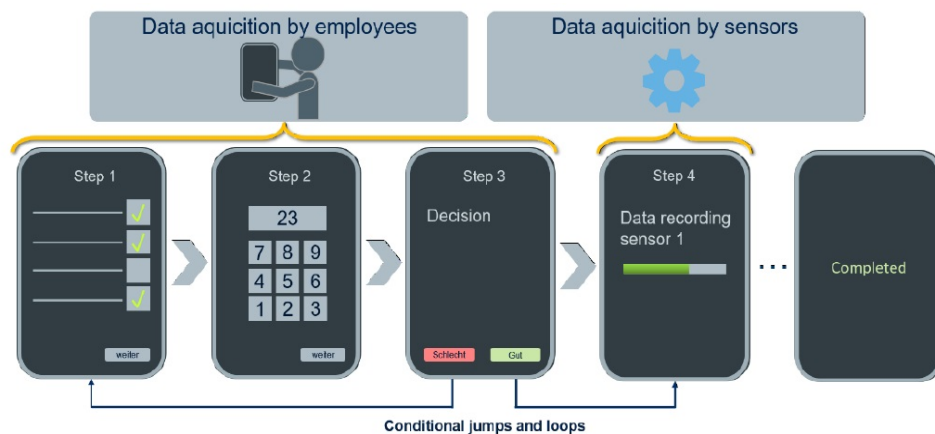 Data aquicition by employees
Data aquicition by sensors
Step 1
weiter
Step 2
23
7 8 9
4 5 6
1 2 3
weiter
Step 3
Decision
Schlecht
Gut
Step 4
Data recording
sensor 1
...
Completed
Conditional jumps and loops